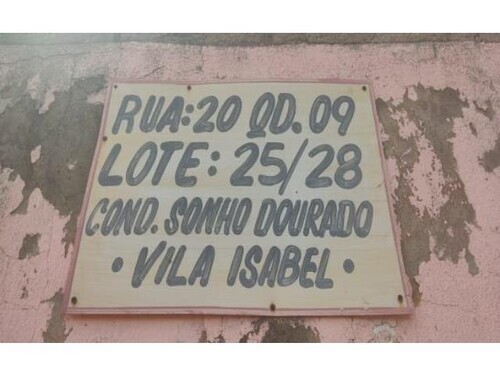 RUA:20 QD.09
LOTE: 25/28
COND. SONHO DOURADO
• VILA ISABEL •